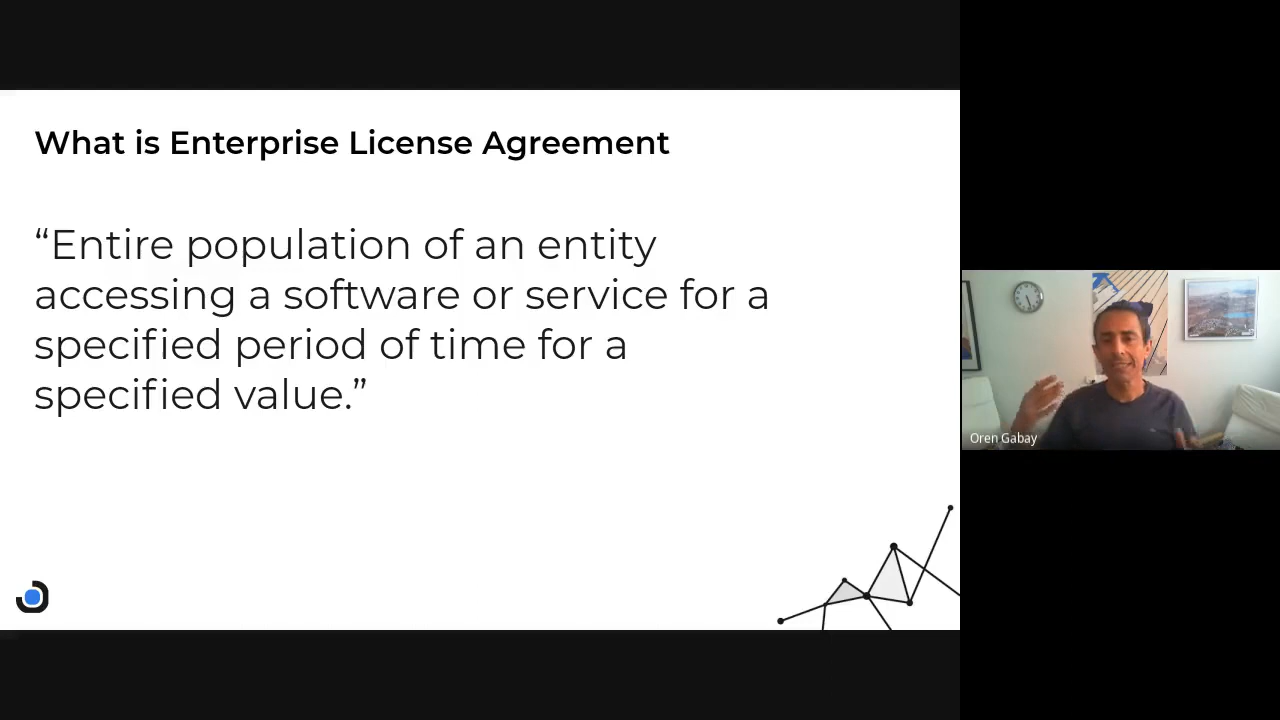 What is Enterprise License Agreement
“Entire population of an entity
accessing a software or service for a
specified period of time for a
specified value.”
Oren Gabay